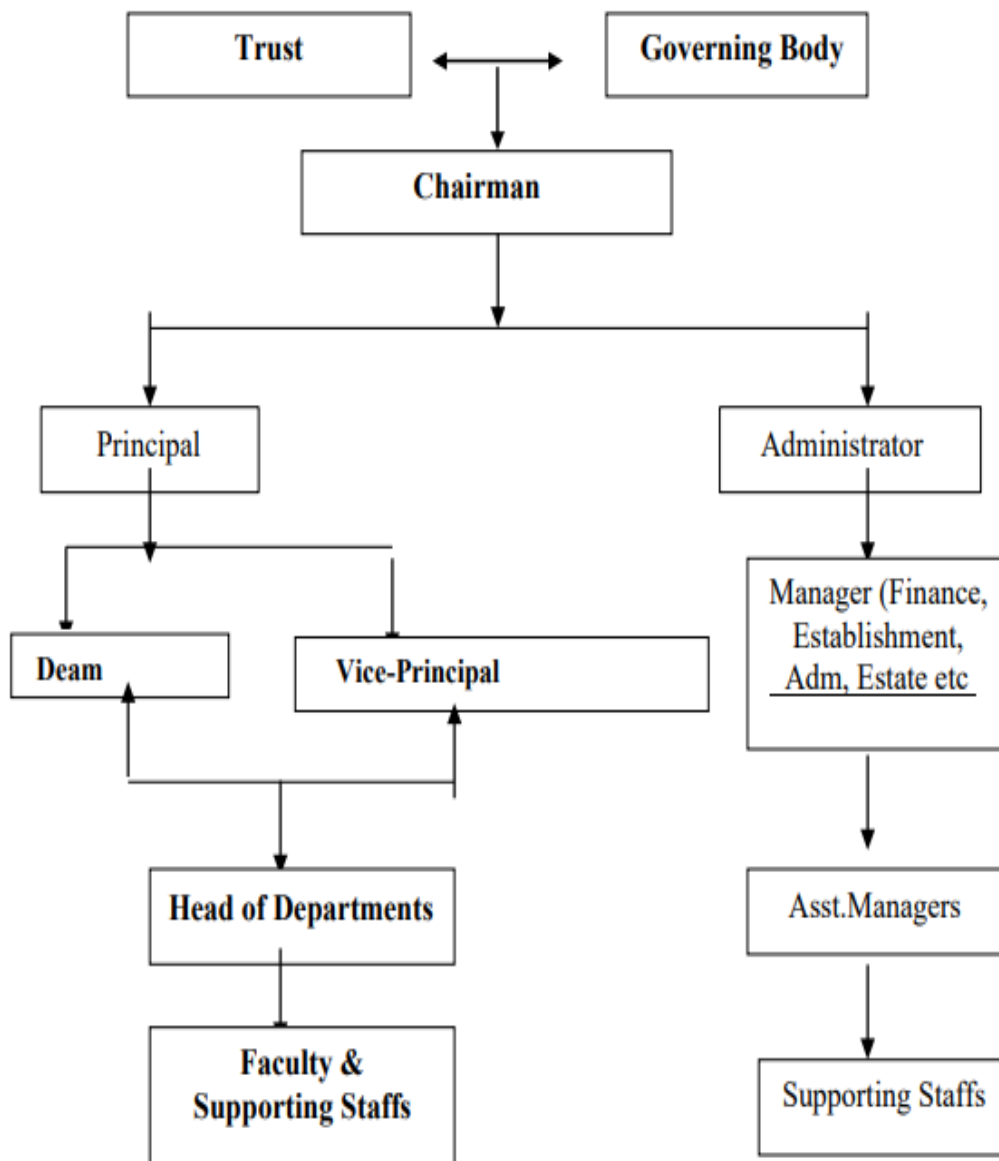 Trust
Governing Body
Chairman
Principal
Administrator
Manager (Finance,
Establishment,
Adm, Estate etc
Deam
Vice-Principal
Head of Departments
Asst.Managers
Faculty &
Supporting Staffs
Supporting Staffs